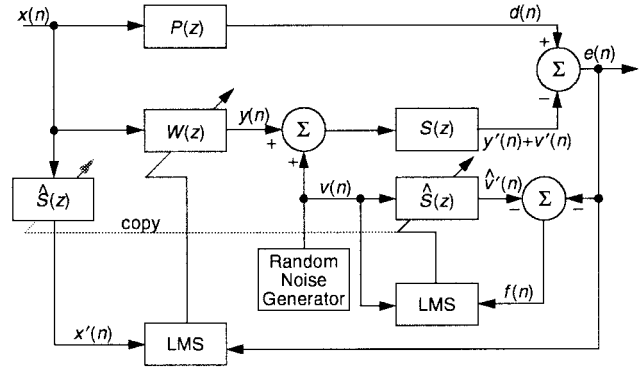 x(n)
P(z)
d(n)
+
Σ
e(n)
−
W(z)
y(n)
+
Σ
+
S(z)
y′(n)+v′(n)
Ŝ(z)
v(n)
Ŝ(z)
v̂′(n)
−
Σ
−
copy
Random
Noise
Generator
LMS
f(n)
x′(n)
LMS